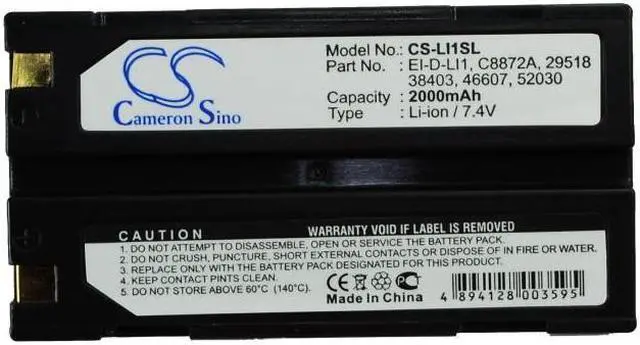 CS
Cameron Sino
Model No.: CS-LI1SL
Part No. : EI-D-LI1, C8872A, 29518
38403, 46607, 52030
Capacity : 2000mAh
Type : Li-ion / 7.4V
CAUTION
WARRANTY VOID IF LABEL IS REMOVED
1. DO NOT ATTEMPT TO DISASSEMBLE, OPEN OR SERVICE THE BATTERY PACK.
2. DO NOT CRUSH, PUNCTURE, SHORT EXTERNAL CONTACTS OR DISPOSE OF IN FIRE OR WATER.
3. REPLACE ONLY WITH THE BATTERY PACK DESIGNATED FOR THIS PRODUCT.
4. KEEP TERMINALS CLEAN.
5. DO NOT STORE ABOVE 60°C (140°C).
CE
Made In China
4 894128 003595